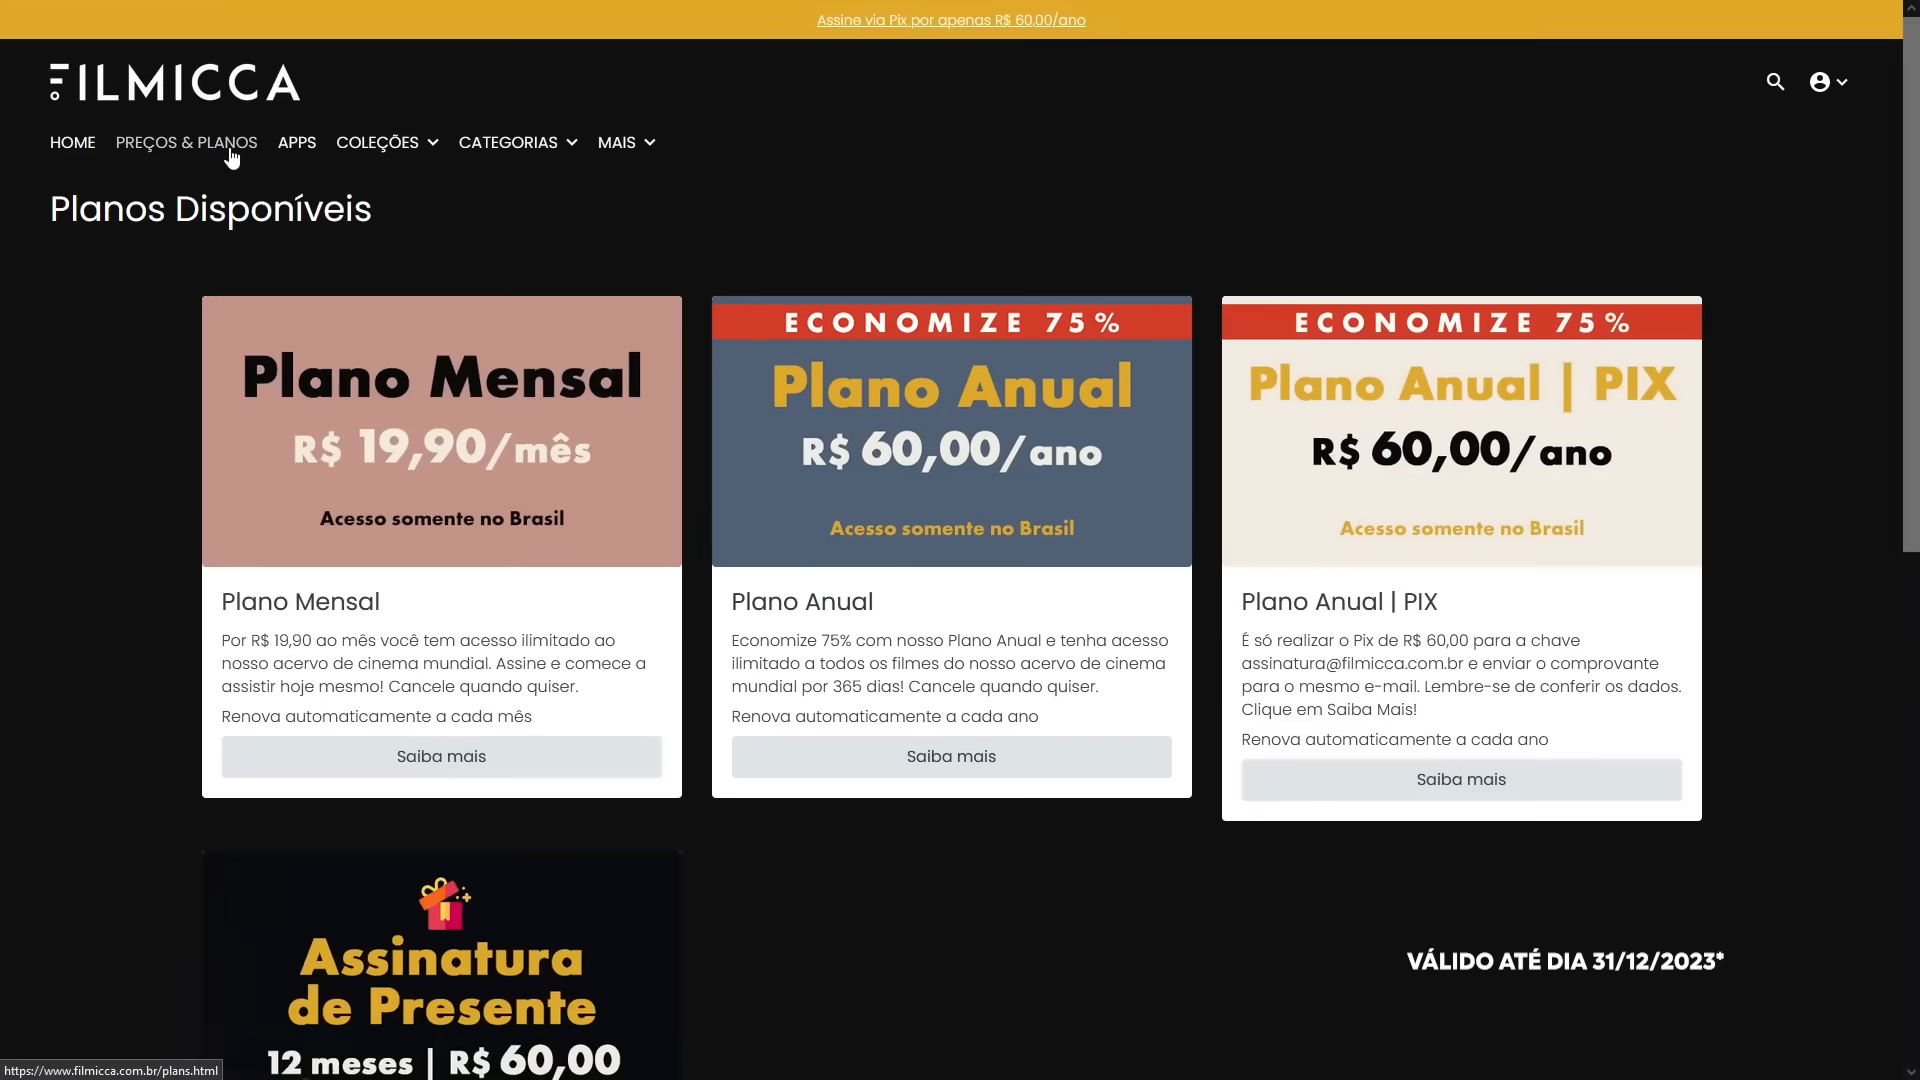 Assine via Pix por apenas R$ 60,00/ano
FILMICCA
HOME PREÇOS & PLANOS APPS COLEÇÕES CATEGORIAS MAIS
Planos Disponíveis
Plano Mensal
R$ 19,90/mês
Acesso somente no Brasil
Plano Mensal
Por R$ 19,90 ao mês você tem acesso ilimitado ao
nosso acervo de cinema mundial. Assine e comece a
assistir hoje mesmo! Cancele quando quiser.
Renova automaticamente a cada mês
Saiba mais
ECONOMIZE 75%
Plano Anual
R$ 60,00/ano
Acesso somente no Brasil
Plano Anual
Economize 75% com nosso Plano Anual e tenha acesso
ilimitado a todos os filmes do nosso acervo de cinema
mundial por 365 dias! Cancele quando quiser.
Renova automaticamente a cada ano
Saiba mais
ECONOMIZE 75%
Plano Anual | PIX
R$ 60,00/ano
Acesso somente no Brasil
Plano Anual | PIX
É só realizar o Pix de R$ 60,00 para a chave
assinatura@filmicca.com.br e enviar o comprovante
para o mesmo e-mail. Lembre-se de conferir os dados.
Clique em Saiba Mais!
Renova automaticamente a cada ano
Saiba mais
Assinatura
de Presente
12 meses | R$ 60,00
VÁLIDO ATÉ DIA 31/12/2023*
https://www.filmicca.com.br/plans.html